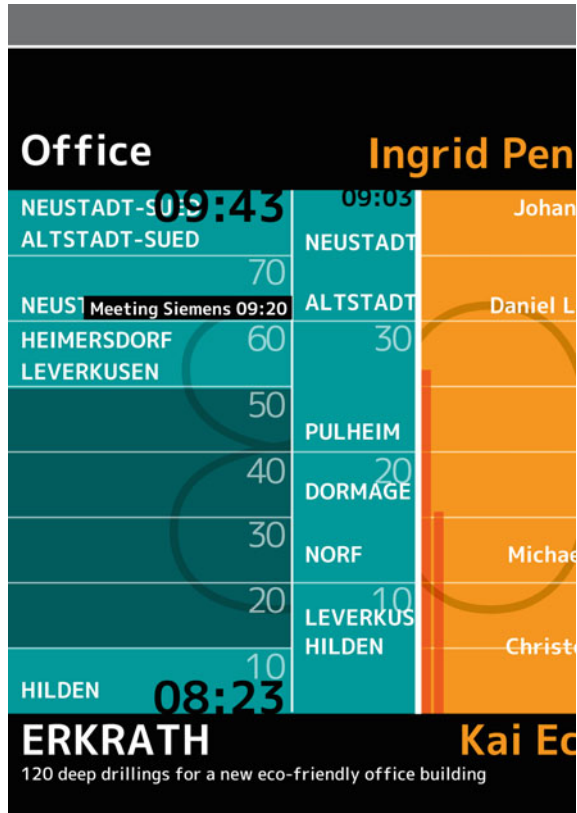 Office
Ingrid Pen
NEUSTADT-SUED
09:43
09:03
Johan
ALTSTADT-SUED
NEUSTADT
70
NEUST
Meeting Siemens 09:20
ALTSTADT
Daniel L
HEIMERSDORF
60
30
LEVERKUSEN
50
PULHEIM
40
20
DORMAGE
30
NORF
Michae
20
10
LEVERKUS
HILDEN
Christo
10
HILDEN
08:23
ERKRATH
Kai Ec
120 deep drillings for a new eco-friendly office building